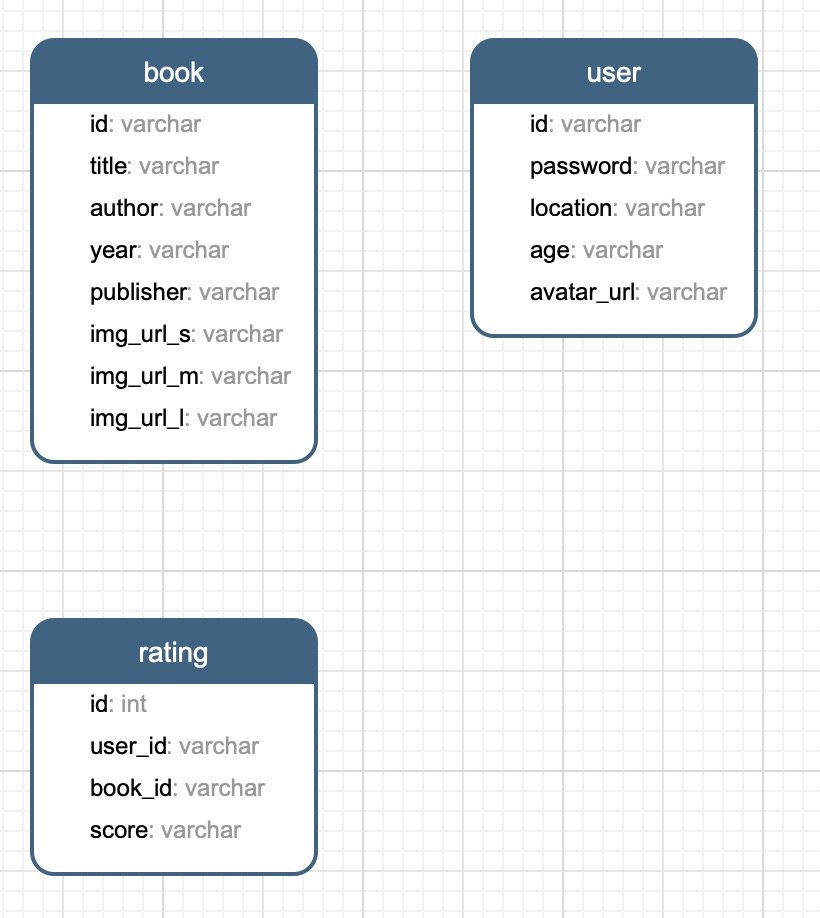 book
id: varchar
title: varchar
author: varchar
year: varchar
publisher: varchar
img_url_s: varchar
img_url_m: varchar
img_url_l: varchar
user
id: varchar
password: varchar
location: varchar
age: varchar
avatar_url: varchar
rating
id: int
user_id: varchar
book_id: varchar
score: varchar